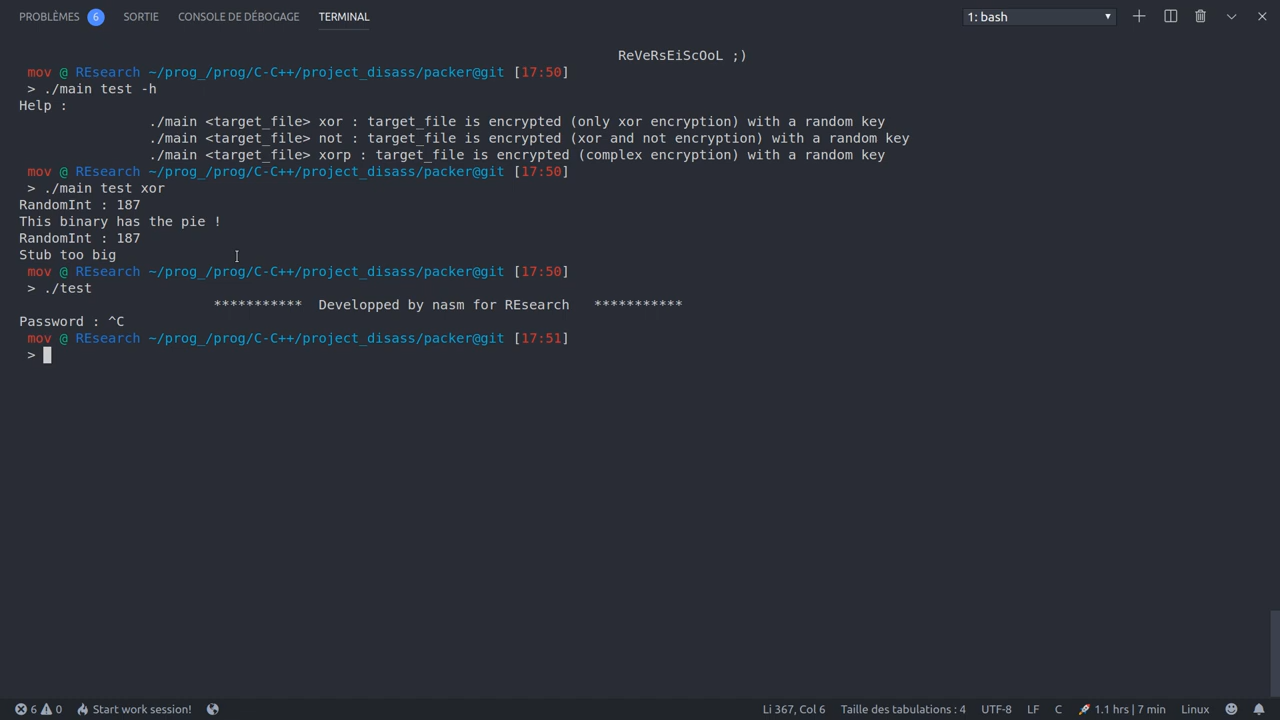 PROBLÈMES 6 SORTIE CONSOLE DE DÉBOGAGE TERMINAL 1: bash
ReVeRsEiScOoL ;)
mov @ REsearch ~/prog_/prog/C-C++/project_disass/packer@git [17:50]
> ./main test -h
Help :
./main <target_file> xor : target_file is encrypted (only xor encryption) with a random key
./main <target_file> not : target_file is encrypted (xor and not encryption) with a random key
./main <target_file> xorp : target_file is encrypted (complex encryption) with a random key
mov @ REsearch ~/prog_/prog/C-C++/project_disass/packer@git [17:50]
> ./main test xor
RandomInt : 187
This binary has the pie !
RandomInt : 187
Stub too big
mov @ REsearch ~/prog_/prog/C-C++/project_disass/packer@git [17:50]
> ./test
*********** Developped by nasm for REsearch ***********
Password : ^C
mov @ REsearch ~/prog_/prog/C-C++/project_disass/packer@git [17:51]
>
6 0 Start work session! Li 367, Col 6 Taille des tabulations : 4 UTF-8 LF C 1.1 hrs | 7 min Linux